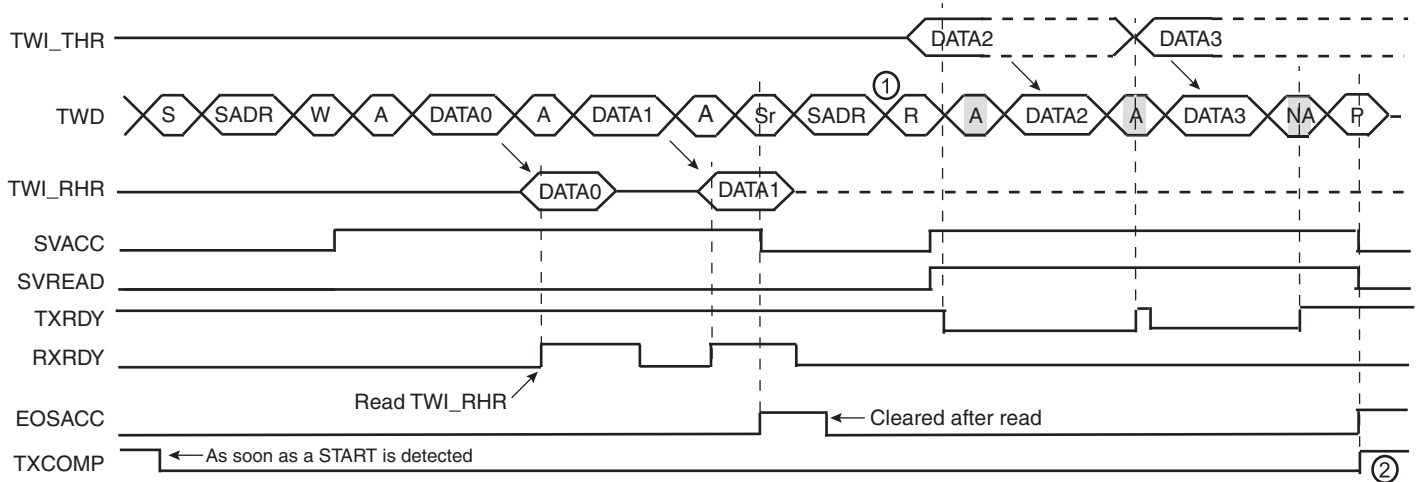 TWI_THR DATA2 DATA3
①
TWD S SADR W A DATA0 A DATA1 A Sr SADR R A DATA2 A DATA3 NA P
TWI_RHR DATA0 DATA1
SVACC
SVREAD
TXRDY
RXRDY
Read TWI_RHR
EOSACC Cleared after read
TXCOMP As soon as a START is detected ②